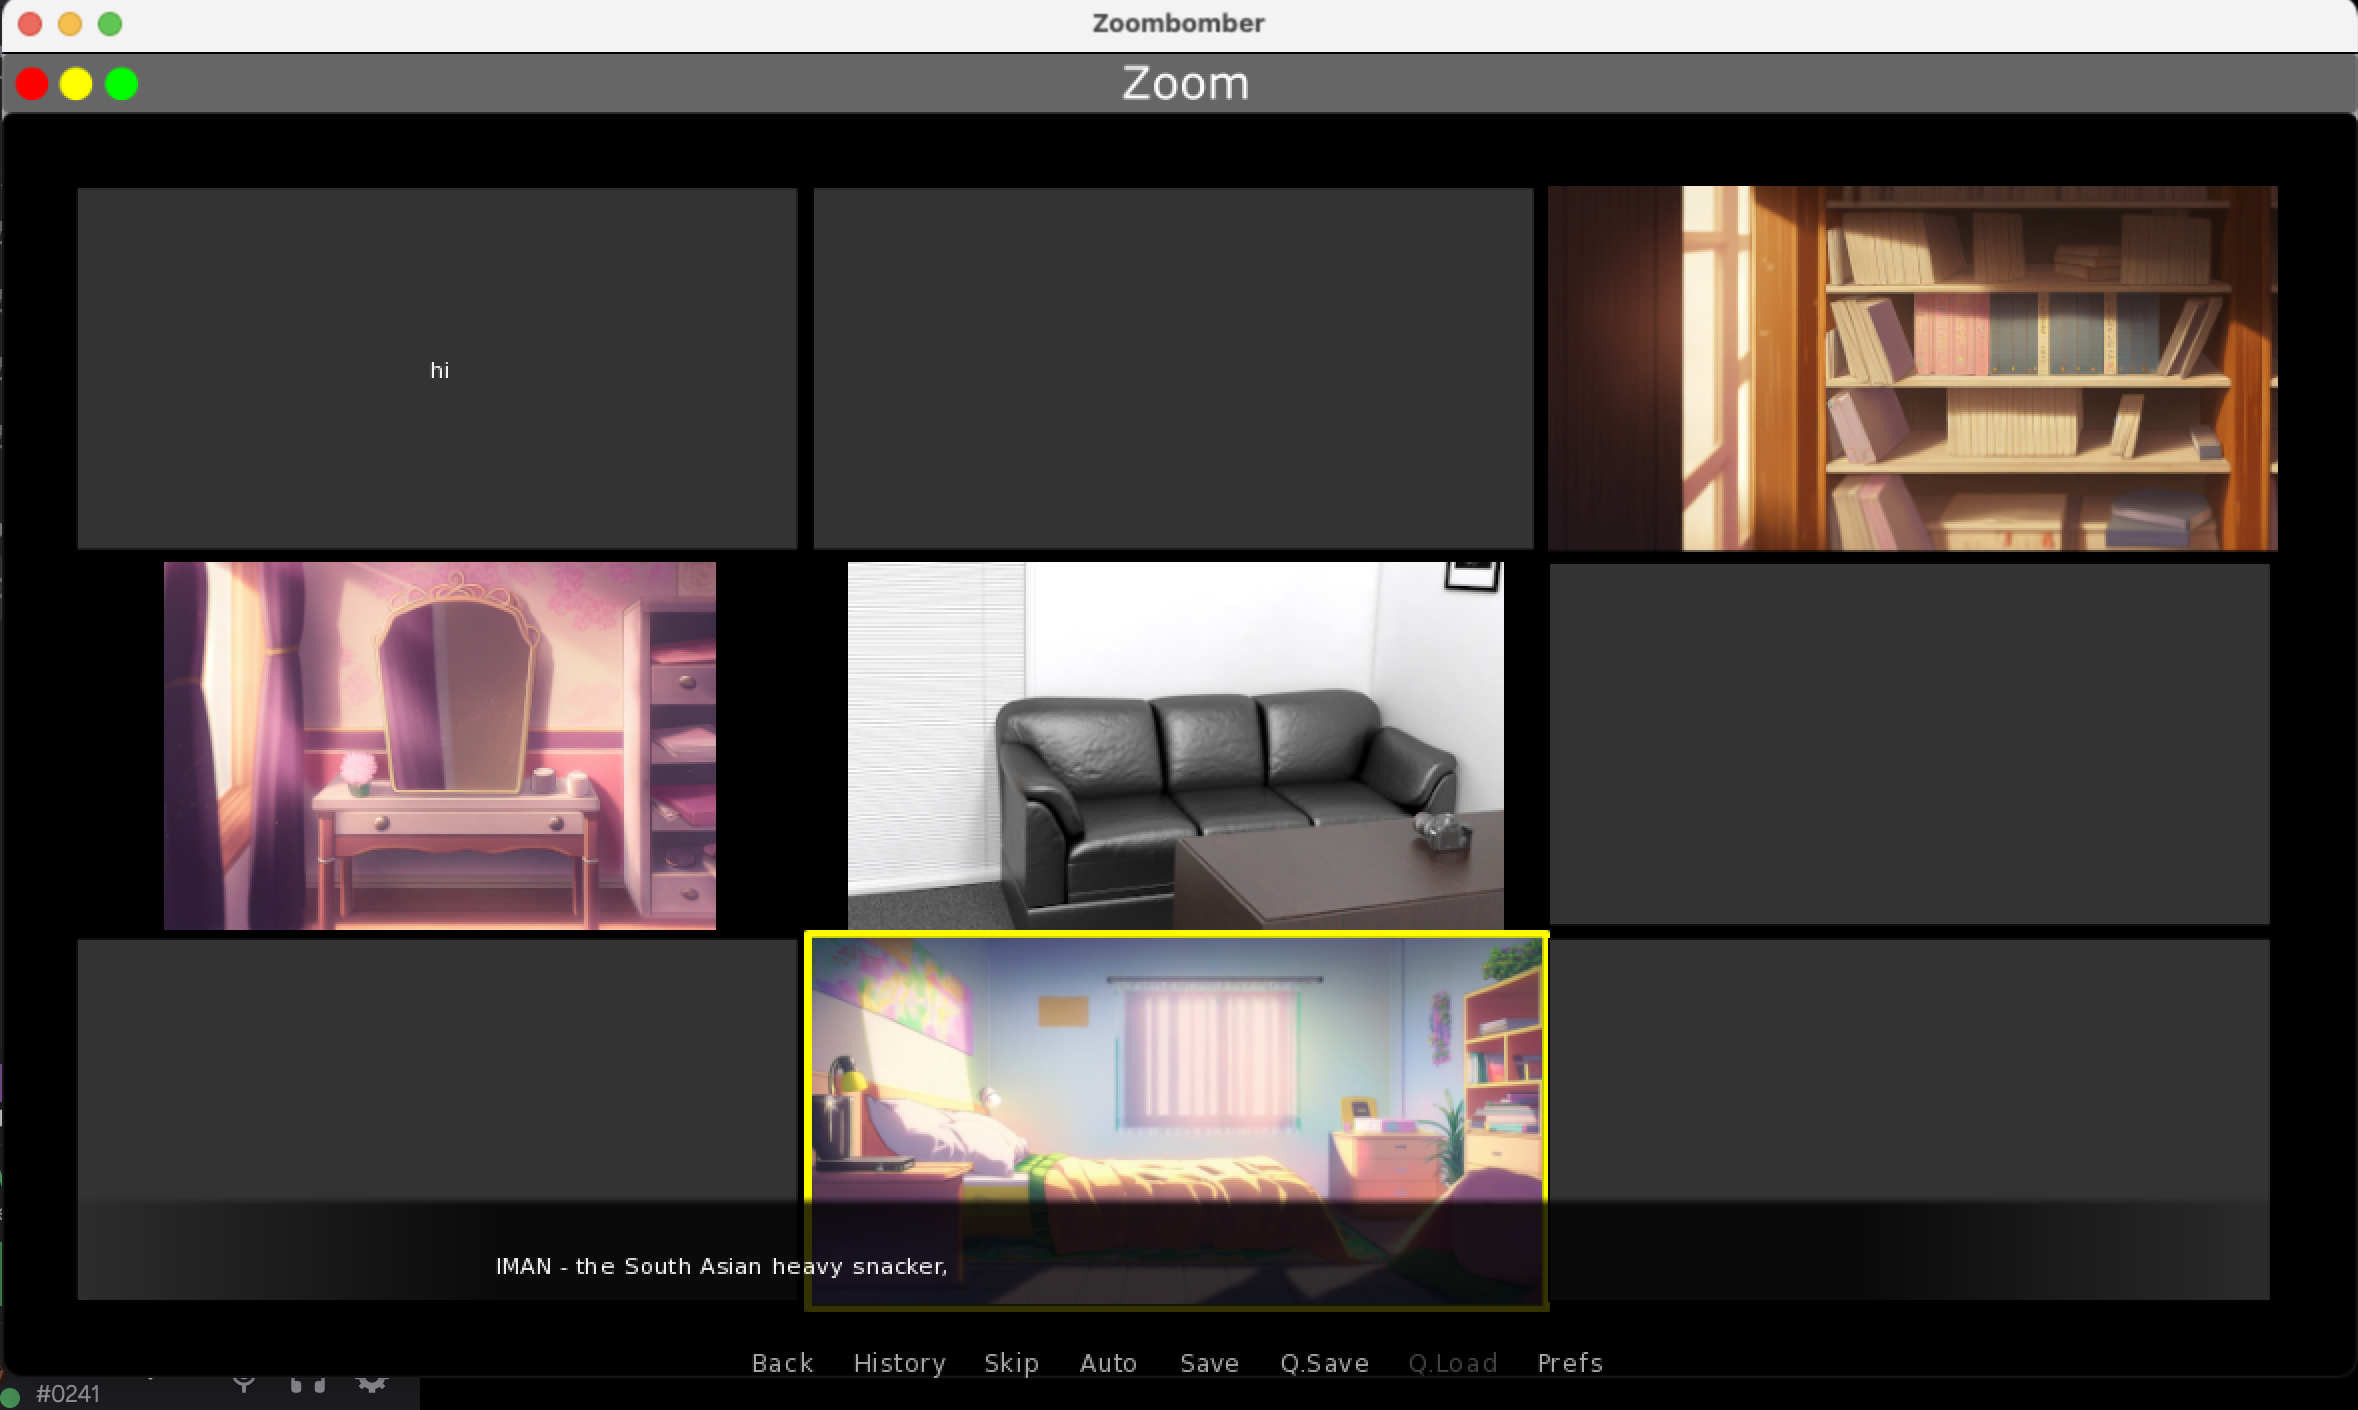 Zoombomber
Zoom
hi
IMAN - the South Asian heavy snacker,
Back History Skip Auto Save Q.Save Q.Load Prefs
#0241